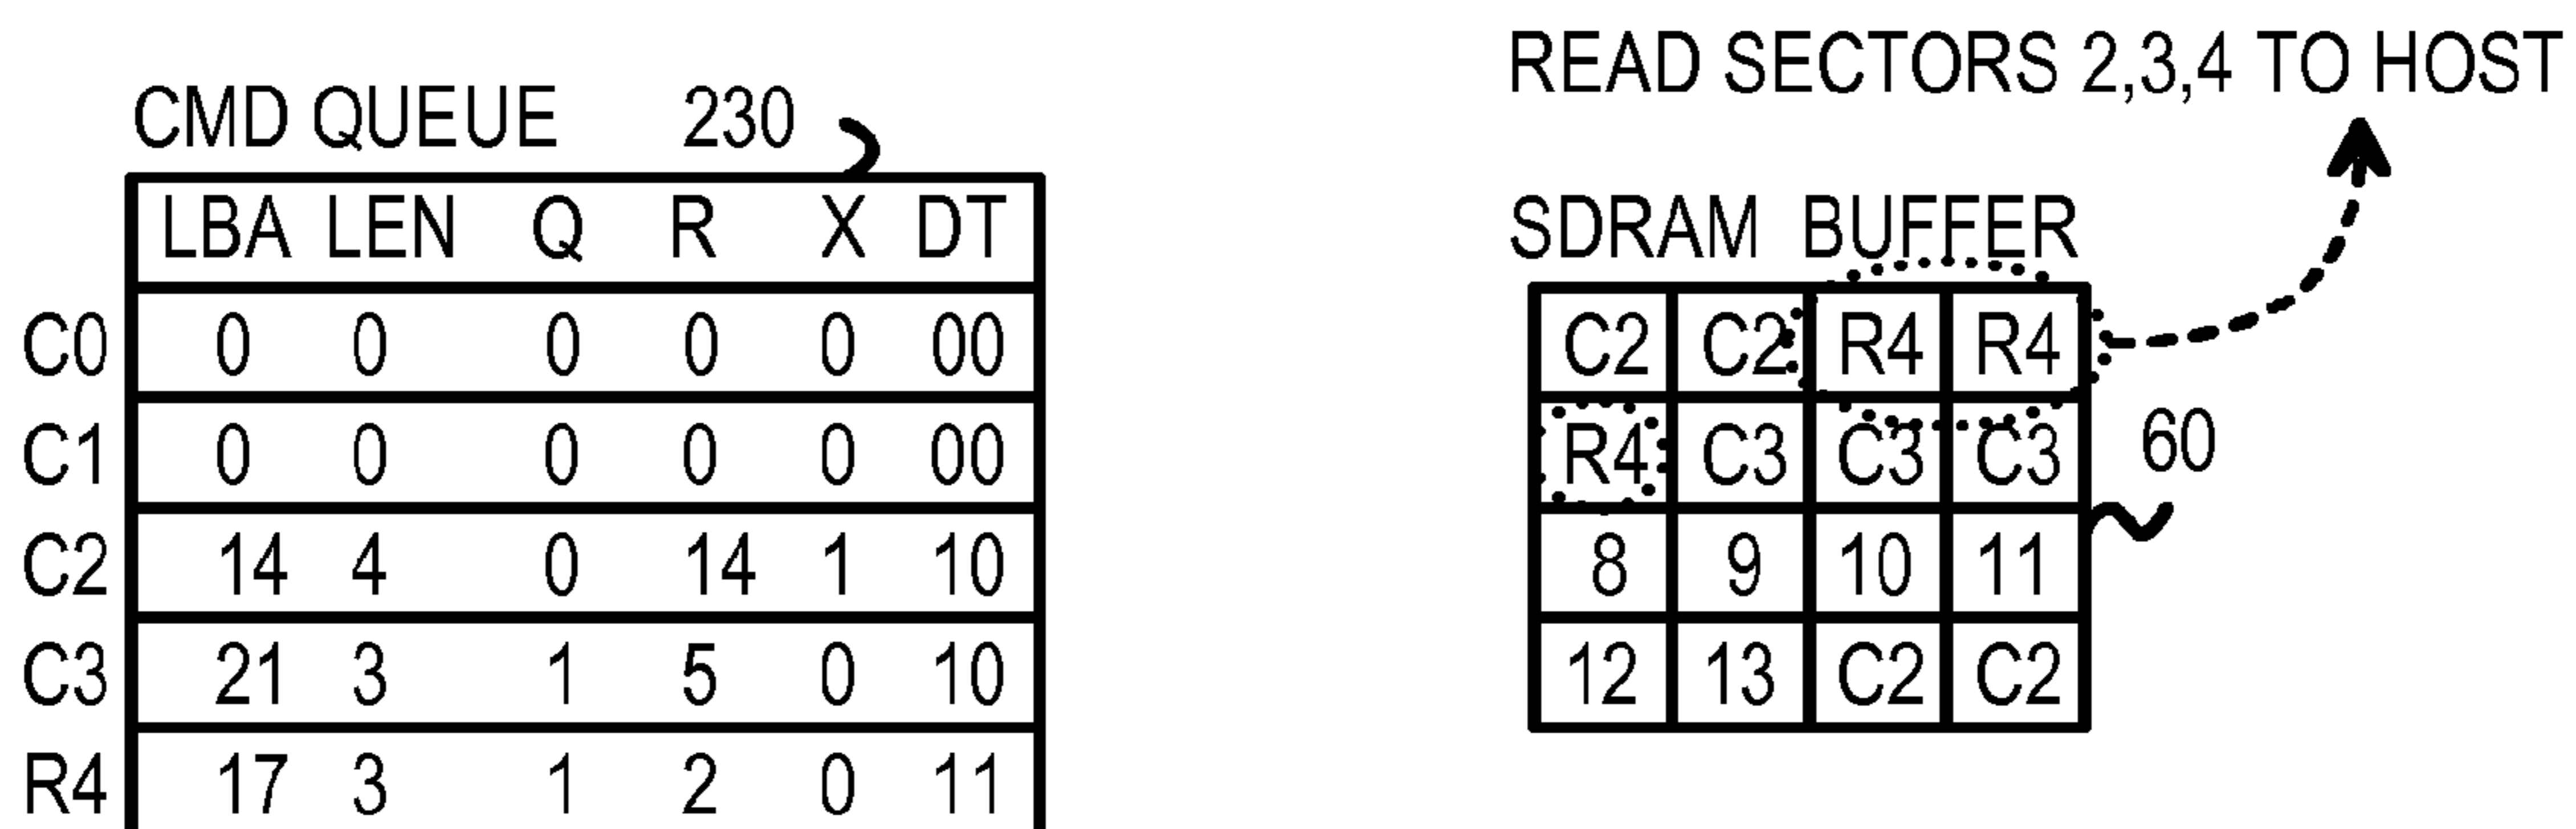 READ SECTORS 2,3,4 TO HOST
CMD QUEUE 230
LBA LEN Q R X DT
C0 0 0 0 0 0 00
C1 0 0 0 0 0 00
C2 14 4 0 14 1 10
C3 21 3 1 5 0 10
R4 17 3 1 2 0 11
SDRAM BUFFER
C2 C2 R4 R4
R4 C3 C3 C3
60
8 9 10 11
12 13 C2 C2